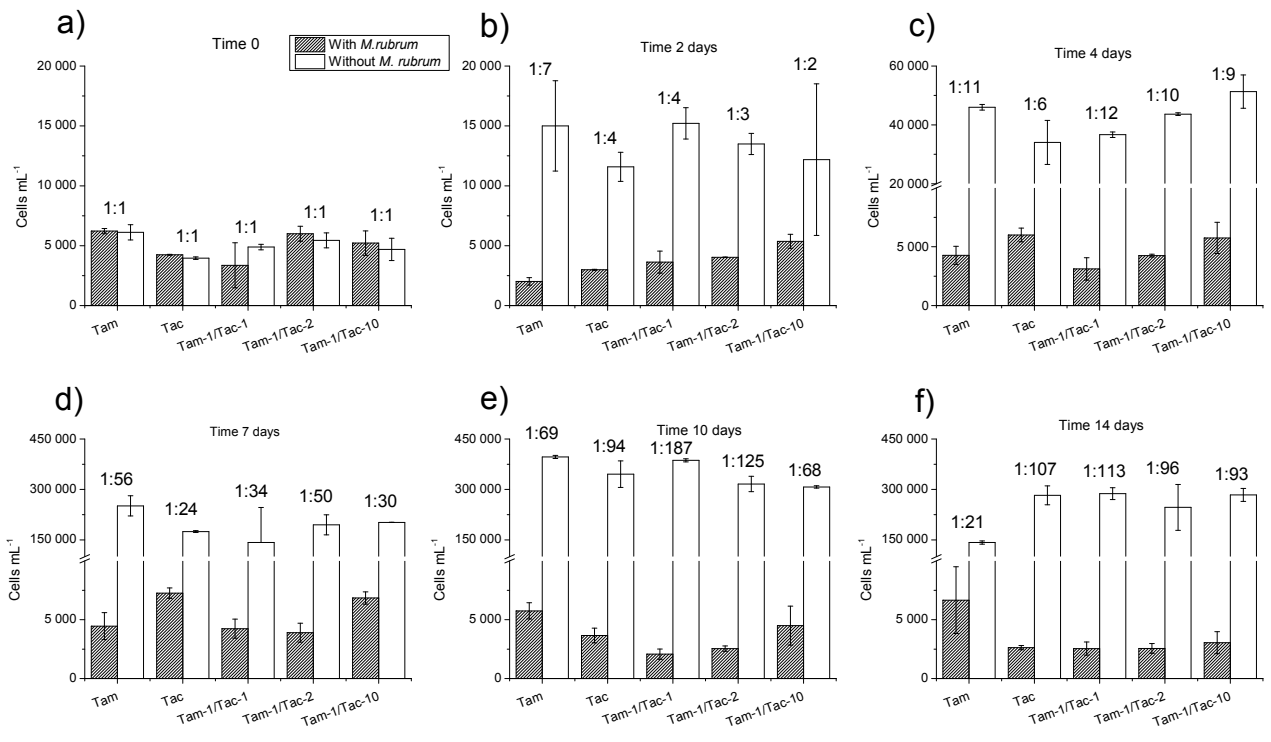 a)
Time 0
With M.rubrum
Without M. rubrum
20 000
15 000
10 000
5 000
0
Cells mL-1
1:1
1:1
1:1
1:1
1:1
Tam
Tac
Tam-1/Tac-1
Tam-1/Tac-2
Tam-1/Tac-10
b)
Time 2 days
20 000
15 000
10 000
5 000
0
Cells mL-1
1:7
1:4
1:4
1:3
1:2
Tam
Tac
Tam-1/Tac-1
Tam-1/Tac-2
Tam-1/Tac-10
c)
Time 4 days
60 000
40 000
20 000
5 000
0
Cells mL-1
1:11
1:6
1:12
1:10
1:9
Tam
Tac
Tam-1/Tac-1
Tam-1/Tac-2
Tam-1/Tac-10
d)
Time 7 days
450 000
300 000
150 000
5 000
0
Cells mL-1
1:56
1:24
1:34
1:50
1:30
Tam
Tac
Tam-1/Tac-1
Tam-1/Tac-2
Tam-1/Tac-10
e)
Time 10 days
450 000
300 000
150 000
5 000
0
Cells mL-1
1:69
1:94
1:187
1:125
1:68
Tam
Tac
Tam-1/Tac-1
Tam-1/Tac-2
Tam-1/Tac-10
f)
Time 14 days
450 000
300 000
150 000
5 000
0
Cells mL-1
1:21
1:107
1:113
1:96
1:93
Tam
Tac
Tam-1/Tac-1
Tam-1/Tac-2
Tam-1/Tac-10